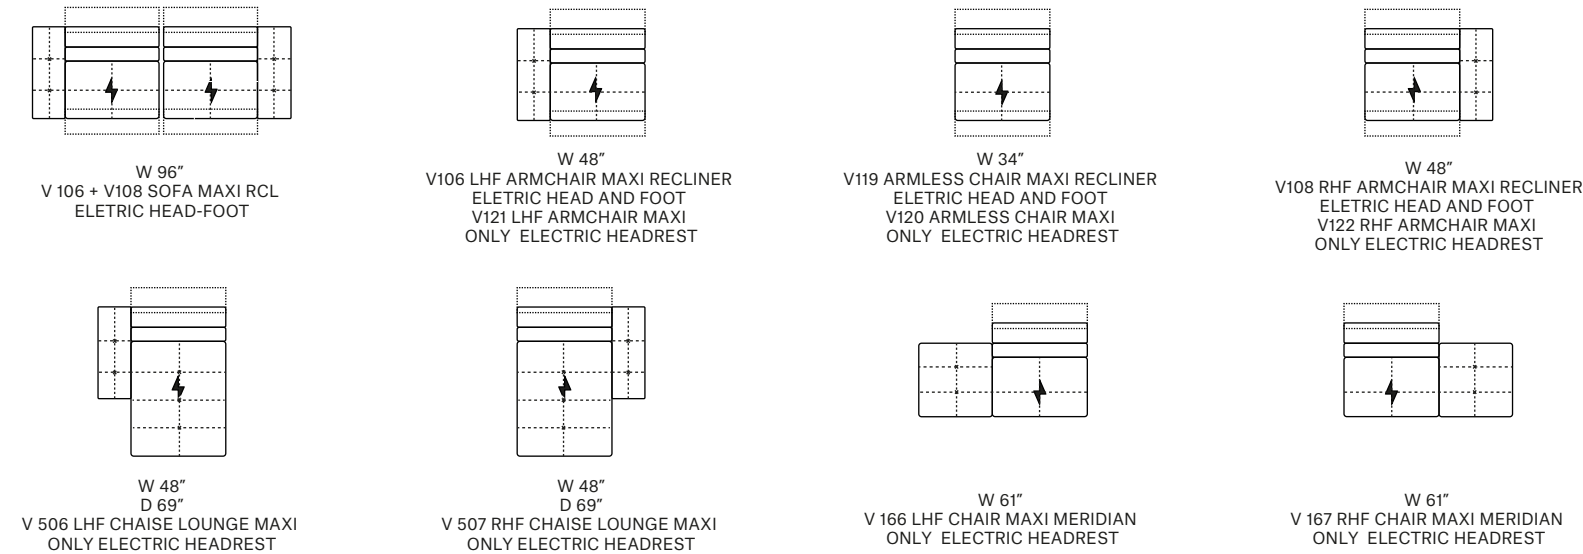 W 96″
V 106 + V108 SOFA MAXI RCL
ELETRIC HEAD-FOOT
W 48″
V106 LHF ARMCHAIR MAXI RECLINER
ELETRIC HEAD AND FOOT
V121 LHF ARMCHAIR MAXI
ONLY ELECTRIC HEADREST
W 34″
V119 ARMLESS CHAIR MAXI RECLINER
ELETRIC HEAD AND FOOT
V120 ARMLESS CHAIR MAXI
ONLY ELECTRIC HEADREST
W 48″
V108 RHF ARMCHAIR MAXI RECLINER
ELETRIC HEAD AND FOOT
V122 RHF ARMCHAIR MAXI
ONLY ELECTRIC HEADREST
W 48″
D 69″
V 506 LHF CHAISE LOUNGE MAXI
ONLY ELECTRIC HEADREST
W 48″
D 69″
V 507 RHF CHAISE LOUNGE MAXI
ONLY ELECTRIC HEADREST
W 61″
V 166 LHF CHAIR MAXI MERIDIAN
ONLY ELECTRIC HEADREST
W 61″
V 167 RHF CHAIR MAXI MERIDIAN
ONLY ELECTRIC HEADREST